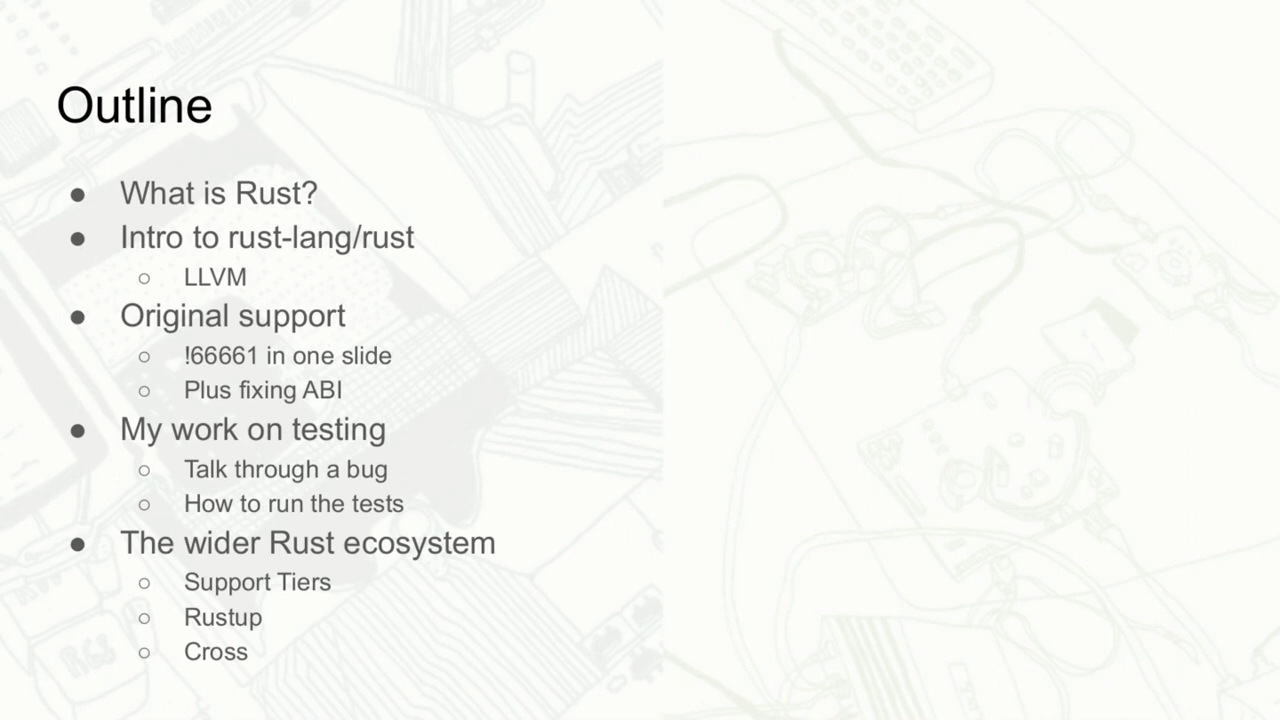 Outline
● What is Rust?
● Intro to rust-lang/rust
○ LLVM
● Original support
○ !66661 in one slide
○ Plus fixing ABI
● My work on testing
○ Talk through a bug
○ How to run the tests
● The wider Rust ecosystem
○ Support Tiers
○ Rustup
○ Cross